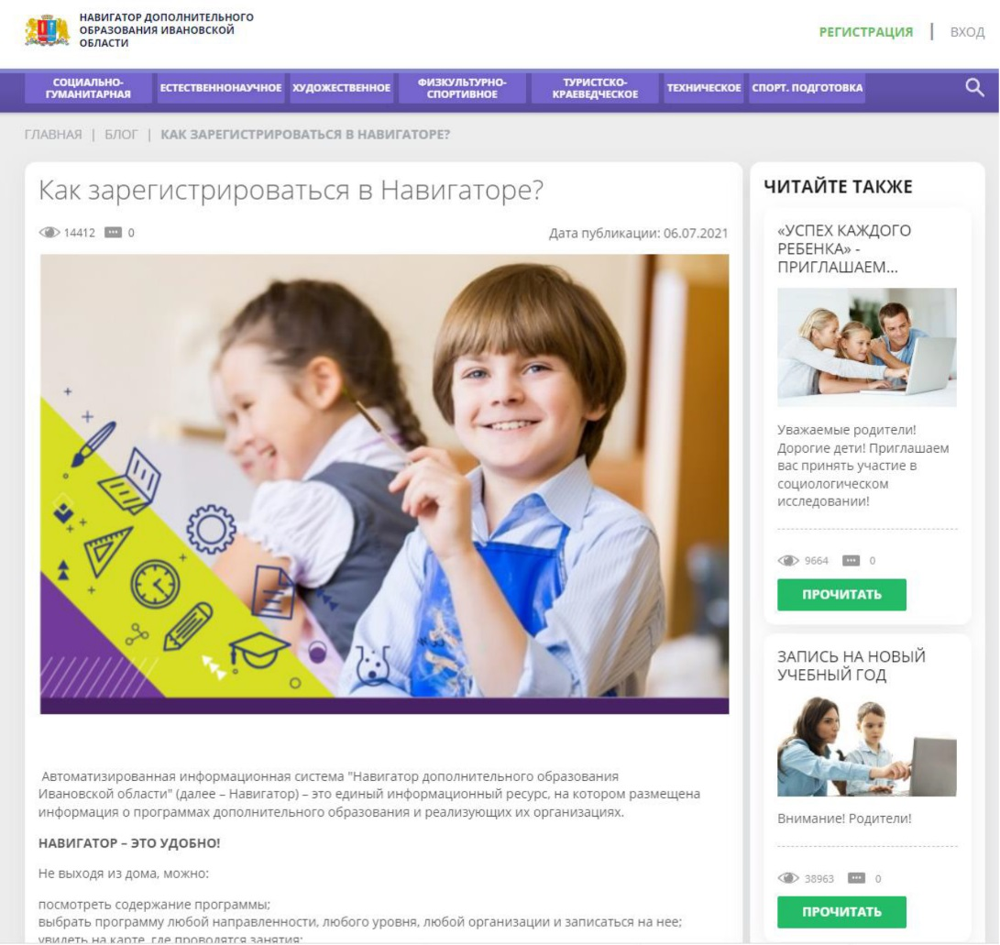 НАВИГАТОР ДОПОЛНИТЕЛЬНОГО
ОБРАЗОВАНИЯ ИВАНОВСКОЙ
ОБЛАСТИ
РЕГИСТРАЦИЯ | ВХОД
СОЦИАЛЬНО-
ГУМАНИТАРНАЯ
ЕСТЕСТВЕННОНАУЧНОЕ
ХУДОЖЕСТВЕННОЕ
ФИЗКУЛЬТУРНО-
СПОРТИВНОЕ
ТУРИСТСКО-
КРАЕВЕДЧЕСКОЕ
ТЕХНИЧЕСКОЕ
СПОРТ. ПОДГОТОВКА
ГЛАВНАЯ | БЛОГ | КАК ЗАРЕГИСТРИРОВАТЬСЯ В НАВИГАТОРЕ?
Как зарегистрироваться в Навигаторе?
14412 0
Дата публикации: 06.07.2021
Автоматизированная информационная система "Навигатор дополнительного образования
Ивановской области" (далее – Навигатор) – это единый информационный ресурс, на котором размещена
информация о программах дополнительного образования и реализующих их организациях.
НАВИГАТОР – ЭТО УДОБНО!
Не выходя из дома, можно:
посмотреть содержание программы;
выбрать программу любой направленности, любого уровня, любой организации и записаться на нее;
увидеть на карте, где проводятся занятия;
ЧИТАЙТЕ ТАКЖЕ
«УСПЕХ КАЖДОГО
РЕБЕНКА» -
ПРИГЛАШАЕМ...
Уважаемые родители!
Дорогие дети! Приглашаем
вас принять участие в
социологическом
исследовании!
9664 0
ПРОЧИТАТЬ
ЗАПИСЬ НА НОВЫЙ
УЧЕБНЫЙ ГОД
Внимание! Родители!
38963 0
ПРОЧИТАТЬ